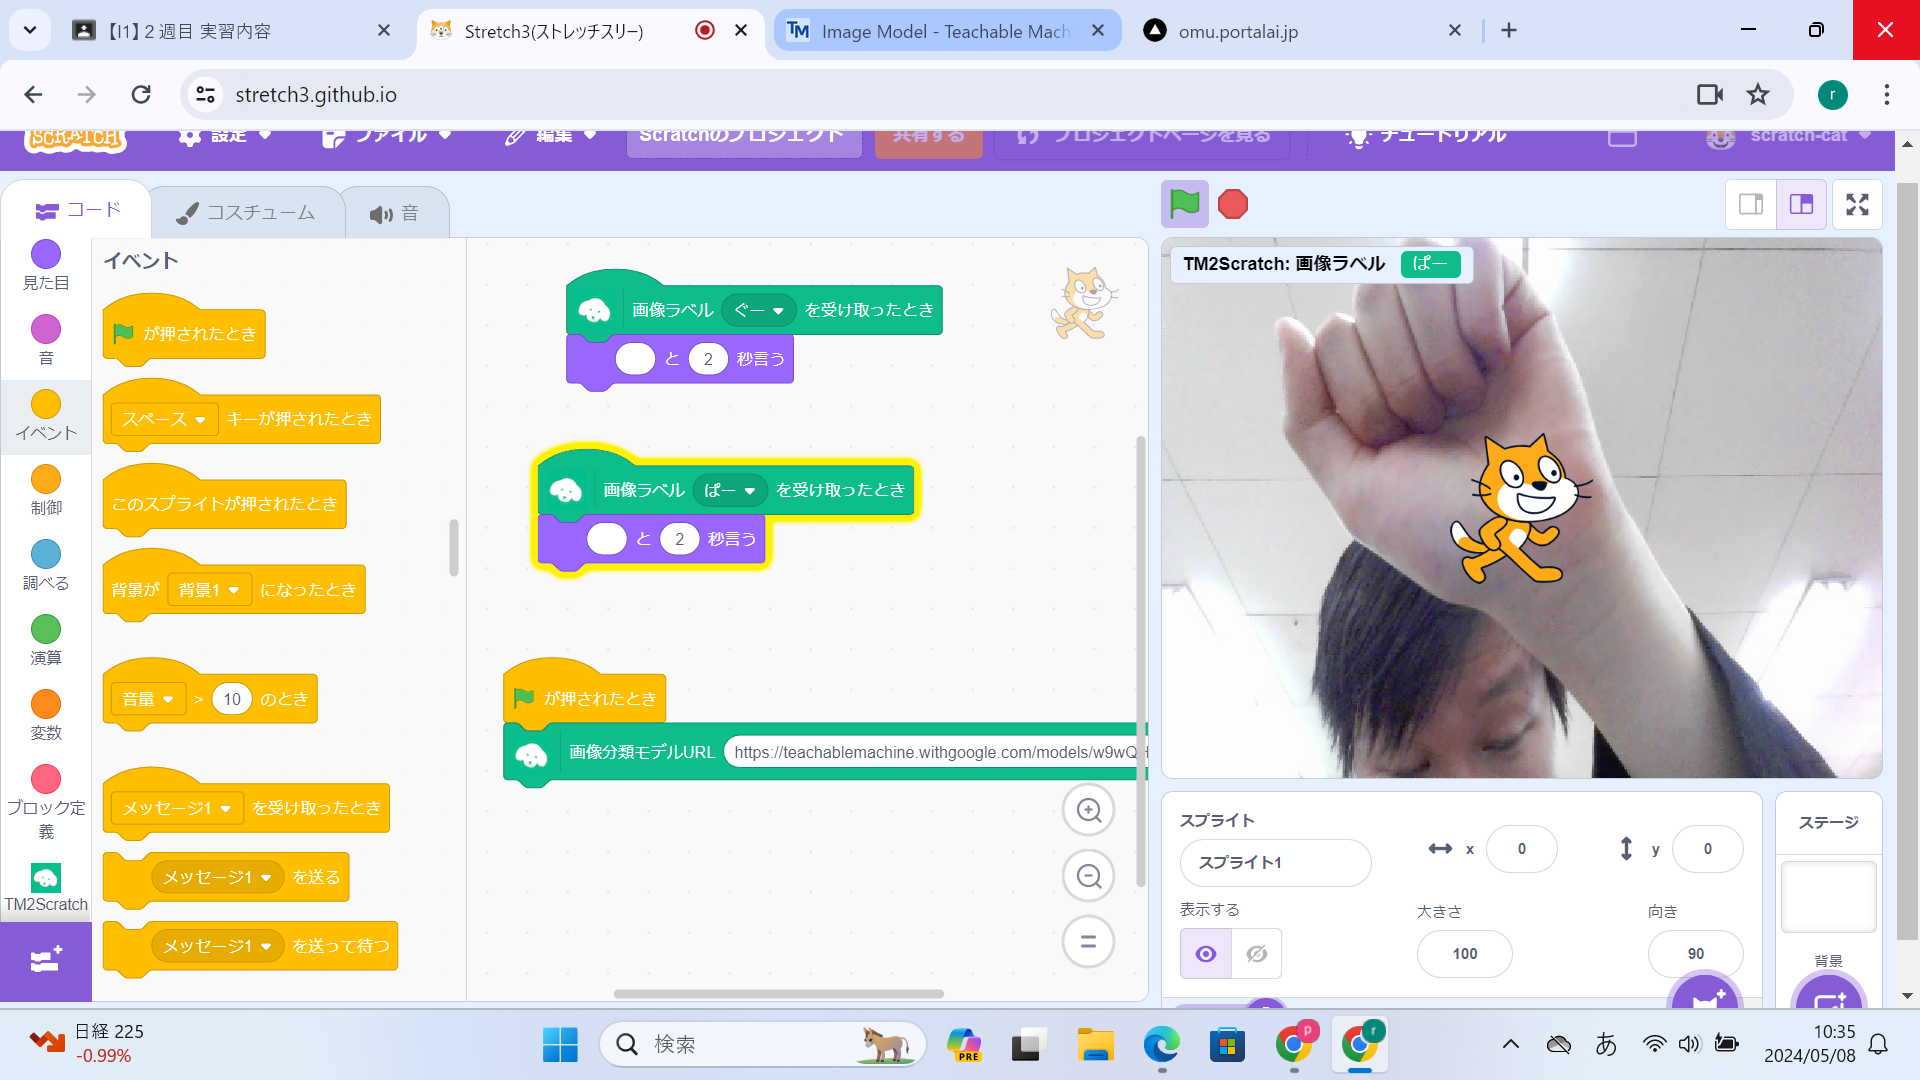 【I1】2 週目 実習内容
Stretch3(ストレッチスリー)
Image Model - Teachable Mach
omu.portalai.jp
stretch3.github.io
r
SCRATCH
設定
ファイル
編集
Scratchのプロジェクト
共有する
プロジェクトページを見る
チュートリアル
scratch-cat
コード
コスチューム
音
見た目
音
イベント
制御
調べる
演算
変数
ブロック定
義
TM2Scratch
イベント
が押されたとき
スペース キーが押されたとき
このスプライトが押されたとき
背景が 背景1 になったとき
音量 > 10 のとき
メッセージ1 を受け取ったとき
メッセージ1 を送る
メッセージ1 を送って待つ
画像ラベル ぐー を受け取ったとき
と 2 秒言う
画像ラベル ぱー を受け取ったとき
と 2 秒言う
が押されたとき
画像分類モデルURL https://teachablemachine.withgoogle.com/models/w9wQ
TM2Scratch: 画像ラベル ぱー
スプライト
スプライト1
x 0
y 0
表示する
大きさ
100
向き
90
ステージ
背景
日経 225
-0.99%
検索
PRE
p
r
あ
10:35
2024/05/08